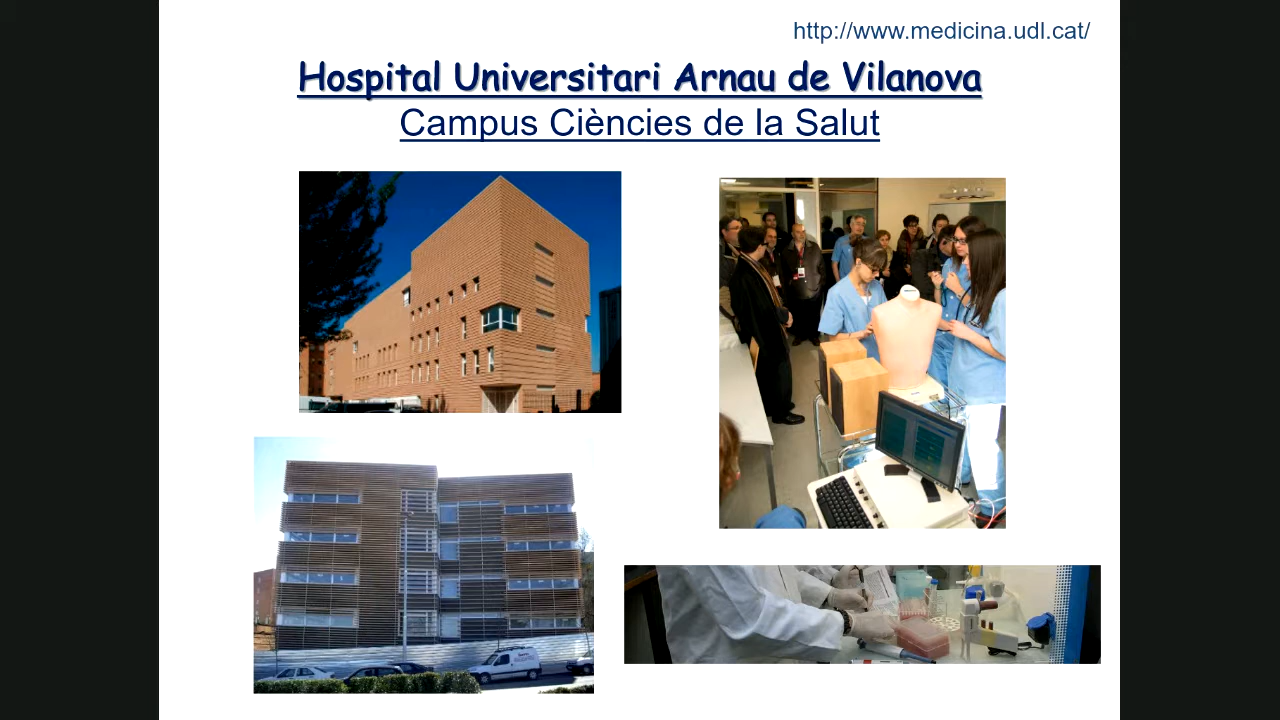 http://www.medicina.udl.cat/
Hospital Universitari Arnau de Vilanova
Campus Ciències de la Salut